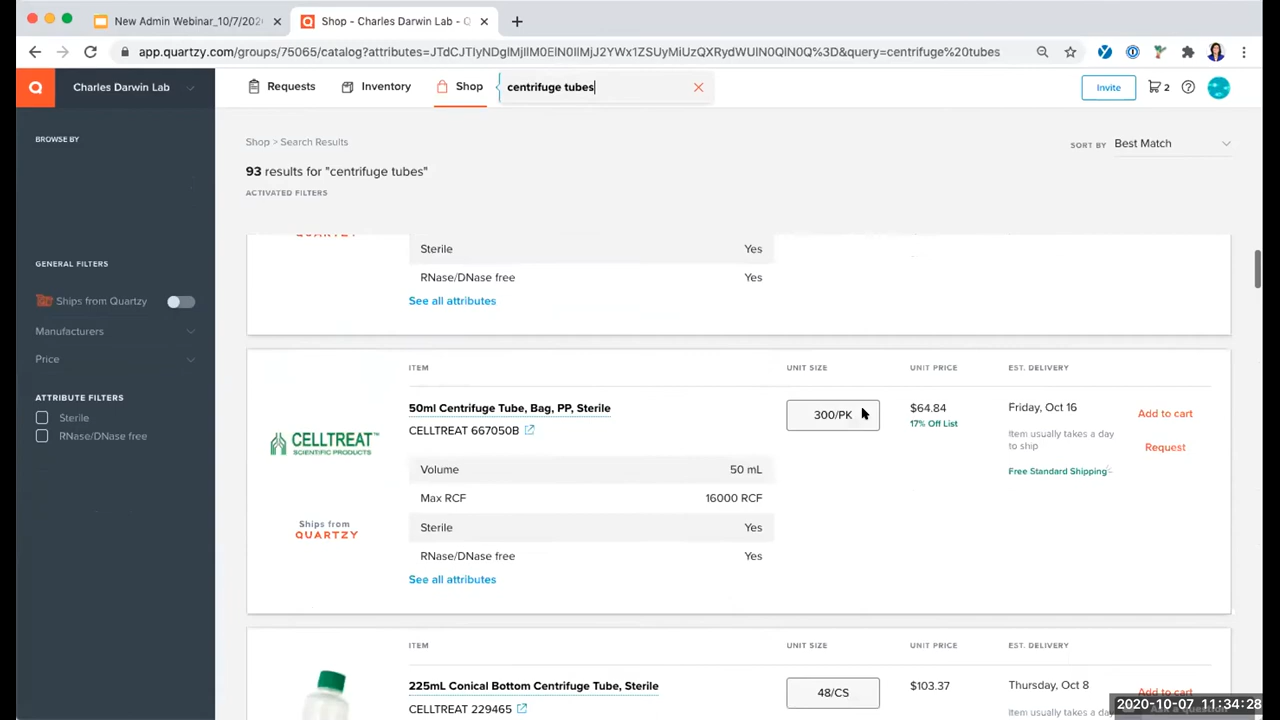 New Admin Webinar_10/7/202
Shop - Charles Darwin Lab - Q
app.quartzy.com/groups/75065/catalog?attributes=JTdCJTIyNDglMjIlM0ElN0IlMjJ2YWx1ZSUyMiUzQXRydWUlN0QlN0Q%3D&query=centrifuge%20tubes
Charles Darwin Lab
Requests
Inventory
Shop
centrifuge tubes
Invite
2
BROWSE BY
Shop > Search Results
SORT BY Best Match
93 results for "centrifuge tubes"
ACTIVATED FILTERS
GENERAL FILTERS
Ships from Quartzy
Manufacturers
Price
ATTRIBUTE FILTERS
Sterile
RNase/DNase free
Sterile Yes
RNase/DNase free Yes
See all attributes
ITEM UNIT SIZE UNIT PRICE EST. DELIVERY
50ml Centrifuge Tube, Bag, PP, Sterile
CELLTREAT 667050B
300/PK
$64.84
17% Off List
Friday, Oct 16
Item usually takes a day
to ship
Free Standard Shipping
Add to cart
Request
CELLTREAT
SCIENTIFIC PRODUCTS
Volume 50 mL
Max RCF 16000 RCF
Sterile Yes
RNase/DNase free Yes
Ships from
QUARTZY
See all attributes
ITEM UNIT SIZE UNIT PRICE EST. DELIVERY
225mL Conical Bottom Centrifuge Tube, Sterile
CELLTREAT 229465
48/CS
$103.37
Thursday, Oct 8
Item usually takes a day
Add to cart
2020-10-07 11:34:28